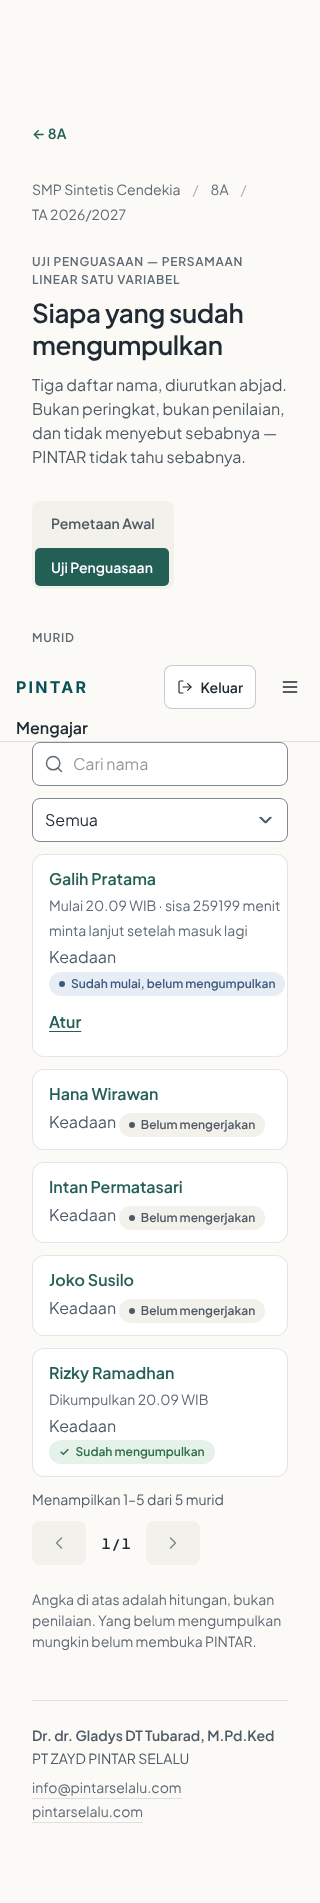 ← 8A
SMP Sintetis Cendekia / 8A /
TA 2026/2027
UJI PENGUASAAN — PERSAMAAN
LINEAR SATU VARIABEL
Siapa yang sudah
mengumpulkan
Tiga daftar nama, diurutkan abjad.
Bukan peringkat, bukan penilaian,
dan tidak menyebut sebabnya —
PINTAR tidak tahu sebabnya.
Pemetaan Awal
Uji Penguasaan
MURID
PINTAR
Keluar
Mengajar
Cari nama
Semua
Galih Pratama
Mulai 20.09 WIB · sisa 259199 menit
minta lanjut setelah masuk lagi
Keadaan
Sudah mulai, belum mengumpulkan
Atur
Hana Wirawan
Keadaan Belum mengerjakan
Intan Permatasari
Keadaan Belum mengerjakan
Joko Susilo
Keadaan Belum mengerjakan
Rizky Ramadhan
Dikumpulkan 20.09 WIB
Keadaan
Sudah mengumpulkan
Menampilkan 1–5 dari 5 murid
1/1
Angka di atas adalah hitungan, bukan
penilaian. Yang belum mengumpulkan
mungkin belum membuka PINTAR.
Dr. dr. Gladys DT Tubarad, M.Pd.Ked
PT ZAYD PINTAR SELALU
info@pintarselalu.com
pintarselalu.com